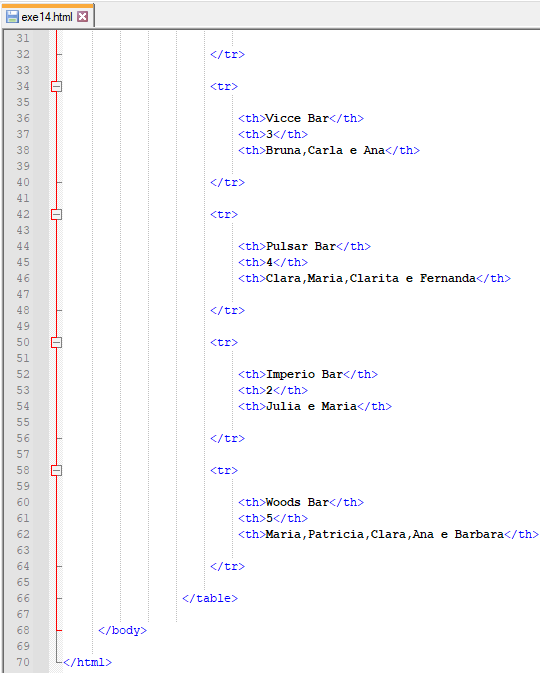 exe14.html
31
32 </tr>
33
34 <tr>
35
36 <th>Vicce Bar</th>
37 <th>3</th>
38 <th>Bruna,Carla e Ana</th>
39
40 </tr>
41
42 <tr>
43
44 <th>Pulsar Bar</th>
45 <th>4</th>
46 <th>Clara,Maria,Clarita e Fernanda</th>
47
48 </tr>
49
50 <tr>
51
52 <th>Imperio Bar</th>
53 <th>2</th>
54 <th>Julia e Maria</th>
55
56 </tr>
57
58 <tr>
59
60 <th>Woods Bar</th>
61 <th>5</th>
62 <th>Maria,Patricia,Clara,Ana e Barbara</th>
63
64 </tr>
65
66 </table>
67
68 </body>
69
70 </html>